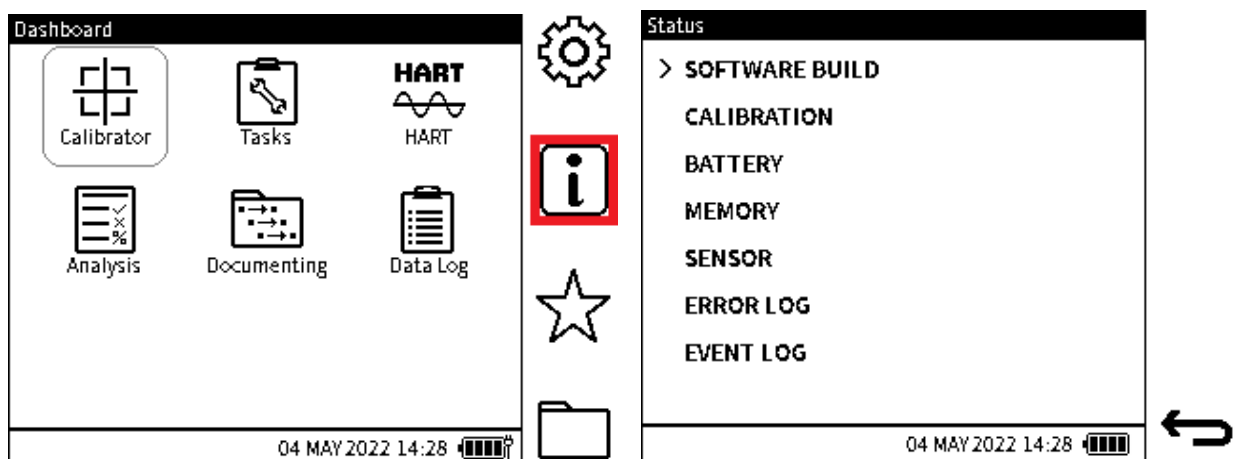 Dashboard
HART
Calibrator
Tasks
HART
Analysis
Documenting
Data Log
04 MAY 2022 14:28
i
Status
> SOFTWARE BUILD
CALIBRATION
BATTERY
MEMORY
SENSOR
ERROR LOG
EVENT LOG
04 MAY 2022 14:28